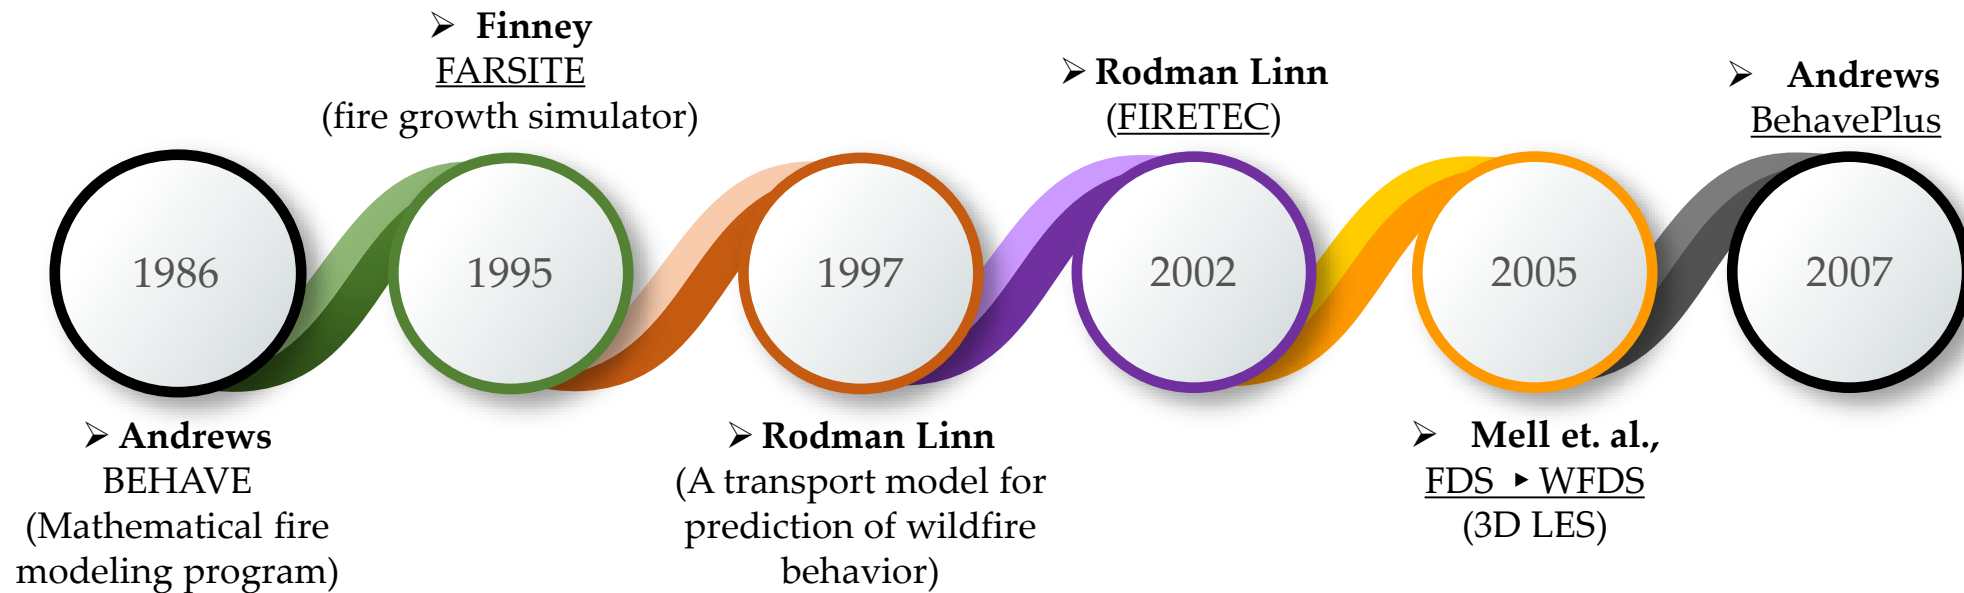 ➢ Finney
FARSITE
(fire growth simulator)
➢ Rodman Linn
(FIRETEC)
➢ Andrews
BehavePlus
1986
1995
1997
2002
2005
2007
➢ Andrews
BEHAVE
(Mathematical fire
modeling program)
➢ Rodman Linn
(A transport model for
prediction of wildfire
behavior)
➢ Mell et. al.,
FDS ▸ WFDS
(3D LES)